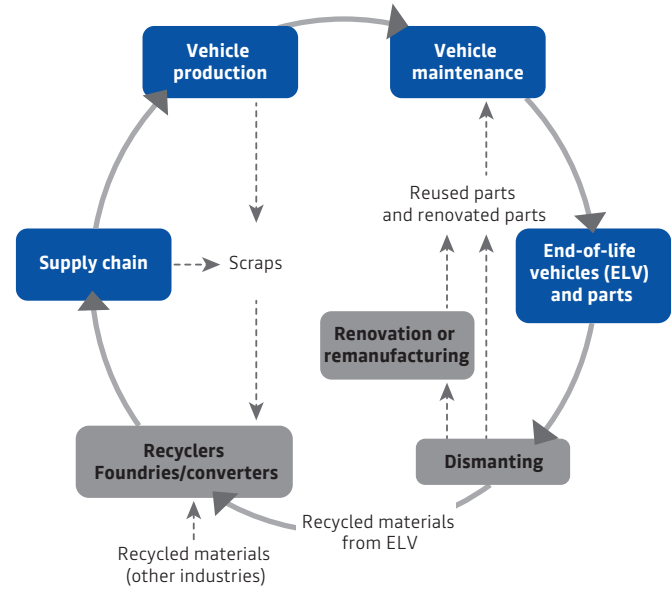 Vehicle
production
Vehicle
maintenance
Reused parts
and renovated parts
Supply chain
Scraps
End-of-life
vehicles (ELV)
and parts
Renovation or
remanufacturing
Recyclers
Foundries/converters
Dismanting
Recycled materials
from ELV
Recycled materials
(other industries)